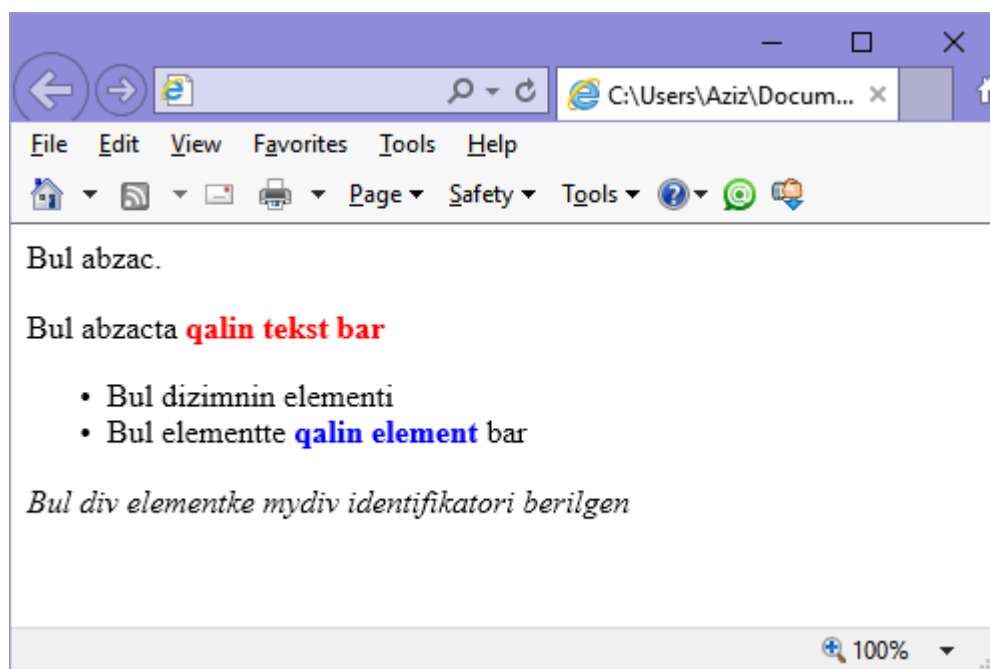 C:\Users\Aziz\Docum...
File Edit View Favorites Tools Help
Page Safety Tools
Bul abzac.
Bul abzacta qalin tekst bar
• Bul dizimnin elementi
• Bul elementte qalin element bar
Bul div elementke mydiv identifikatori berilgen
100%